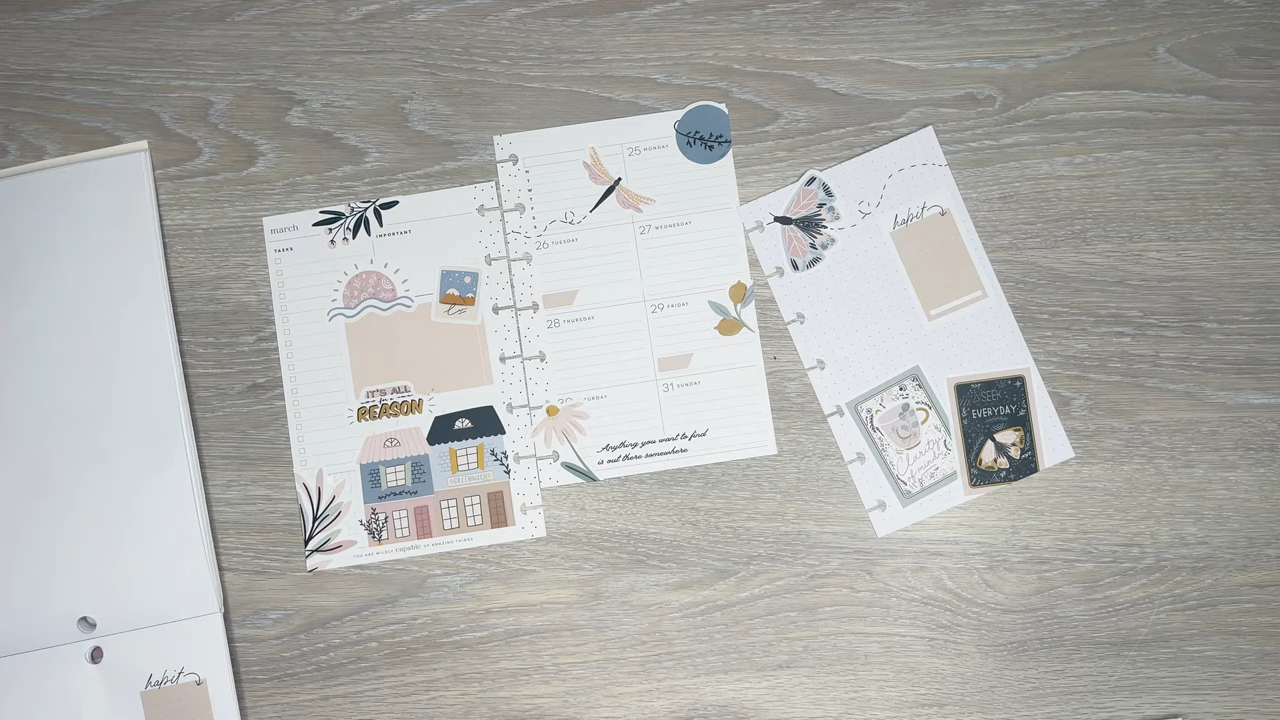 march
TASKS
IMPORTANT
IT'S ALL
for a
REASON
YOU ARE WILDLY capable OF AMAZING THINGS
25 MONDAY
26 TUESDAY
27 WEDNESDAY
28 THURSDAY
29 FRIDAY
31 SUNDAY
Anything you want to find
is out there somewhere
habit
SEEK
EVERYDAY
Clarity
habit